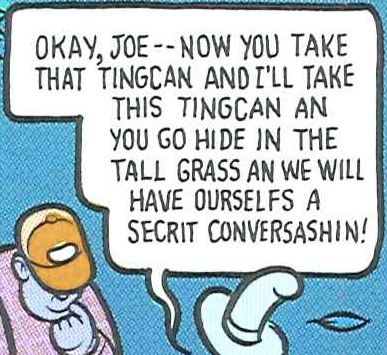 OKAY, JOE--NOW YOU TAKE
THAT TINGCAN AND I'LL TAKE
THIS TINGCAN AN
YOU GO HIDE IN THE
TALL GRASS AN WE WILL
HAVE OURSELFS A
SECRIT CONVERSASHIN!